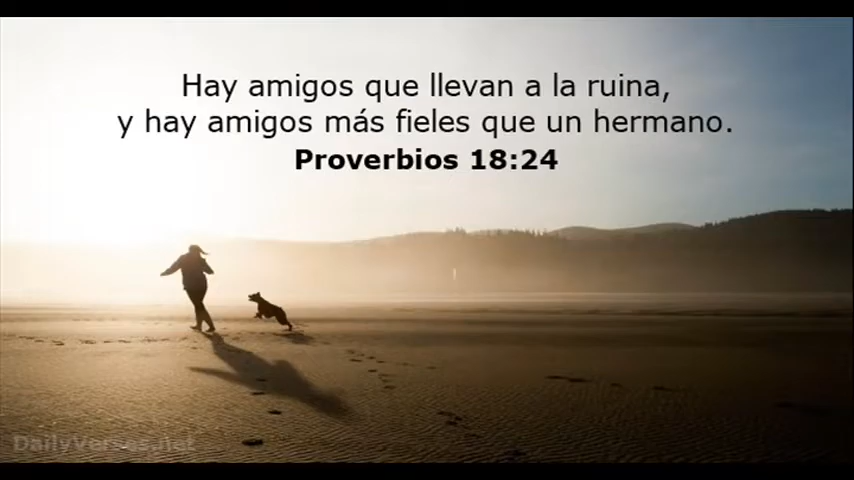 Hay amigos que llevan a la ruina,
y hay amigos más fieles que un hermano.
Proverbios 18:24
DailyVerses.net